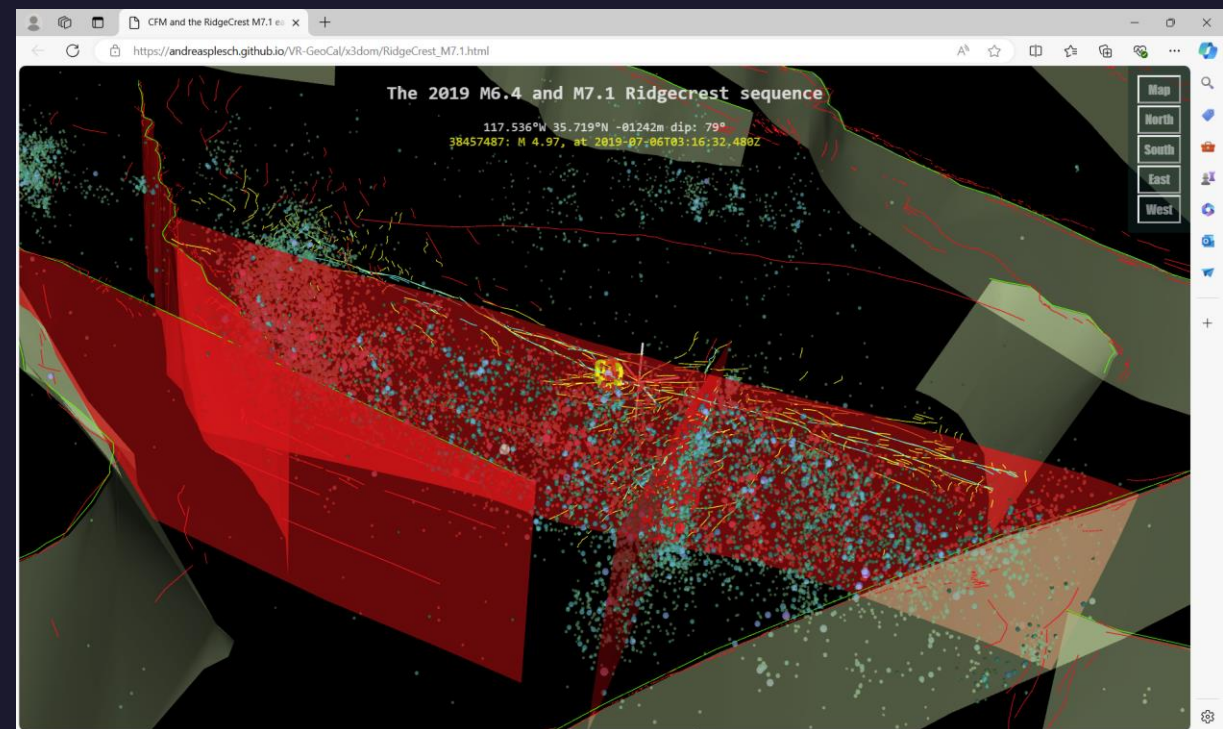 CFM and the RidgeCrest M7.1 ea
https://andreasplesch.github.io/VR-GeoCal/x3dom/RidgeCrest_M7.1.html
The 2019 M6.4 and M7.1 Ridgecrest sequence
117.536°W 35.719°N -01242m dip: 79°
38457487: M 4.97, at 2019-07-06T03:16:32.480Z
Map
North
South
East
West